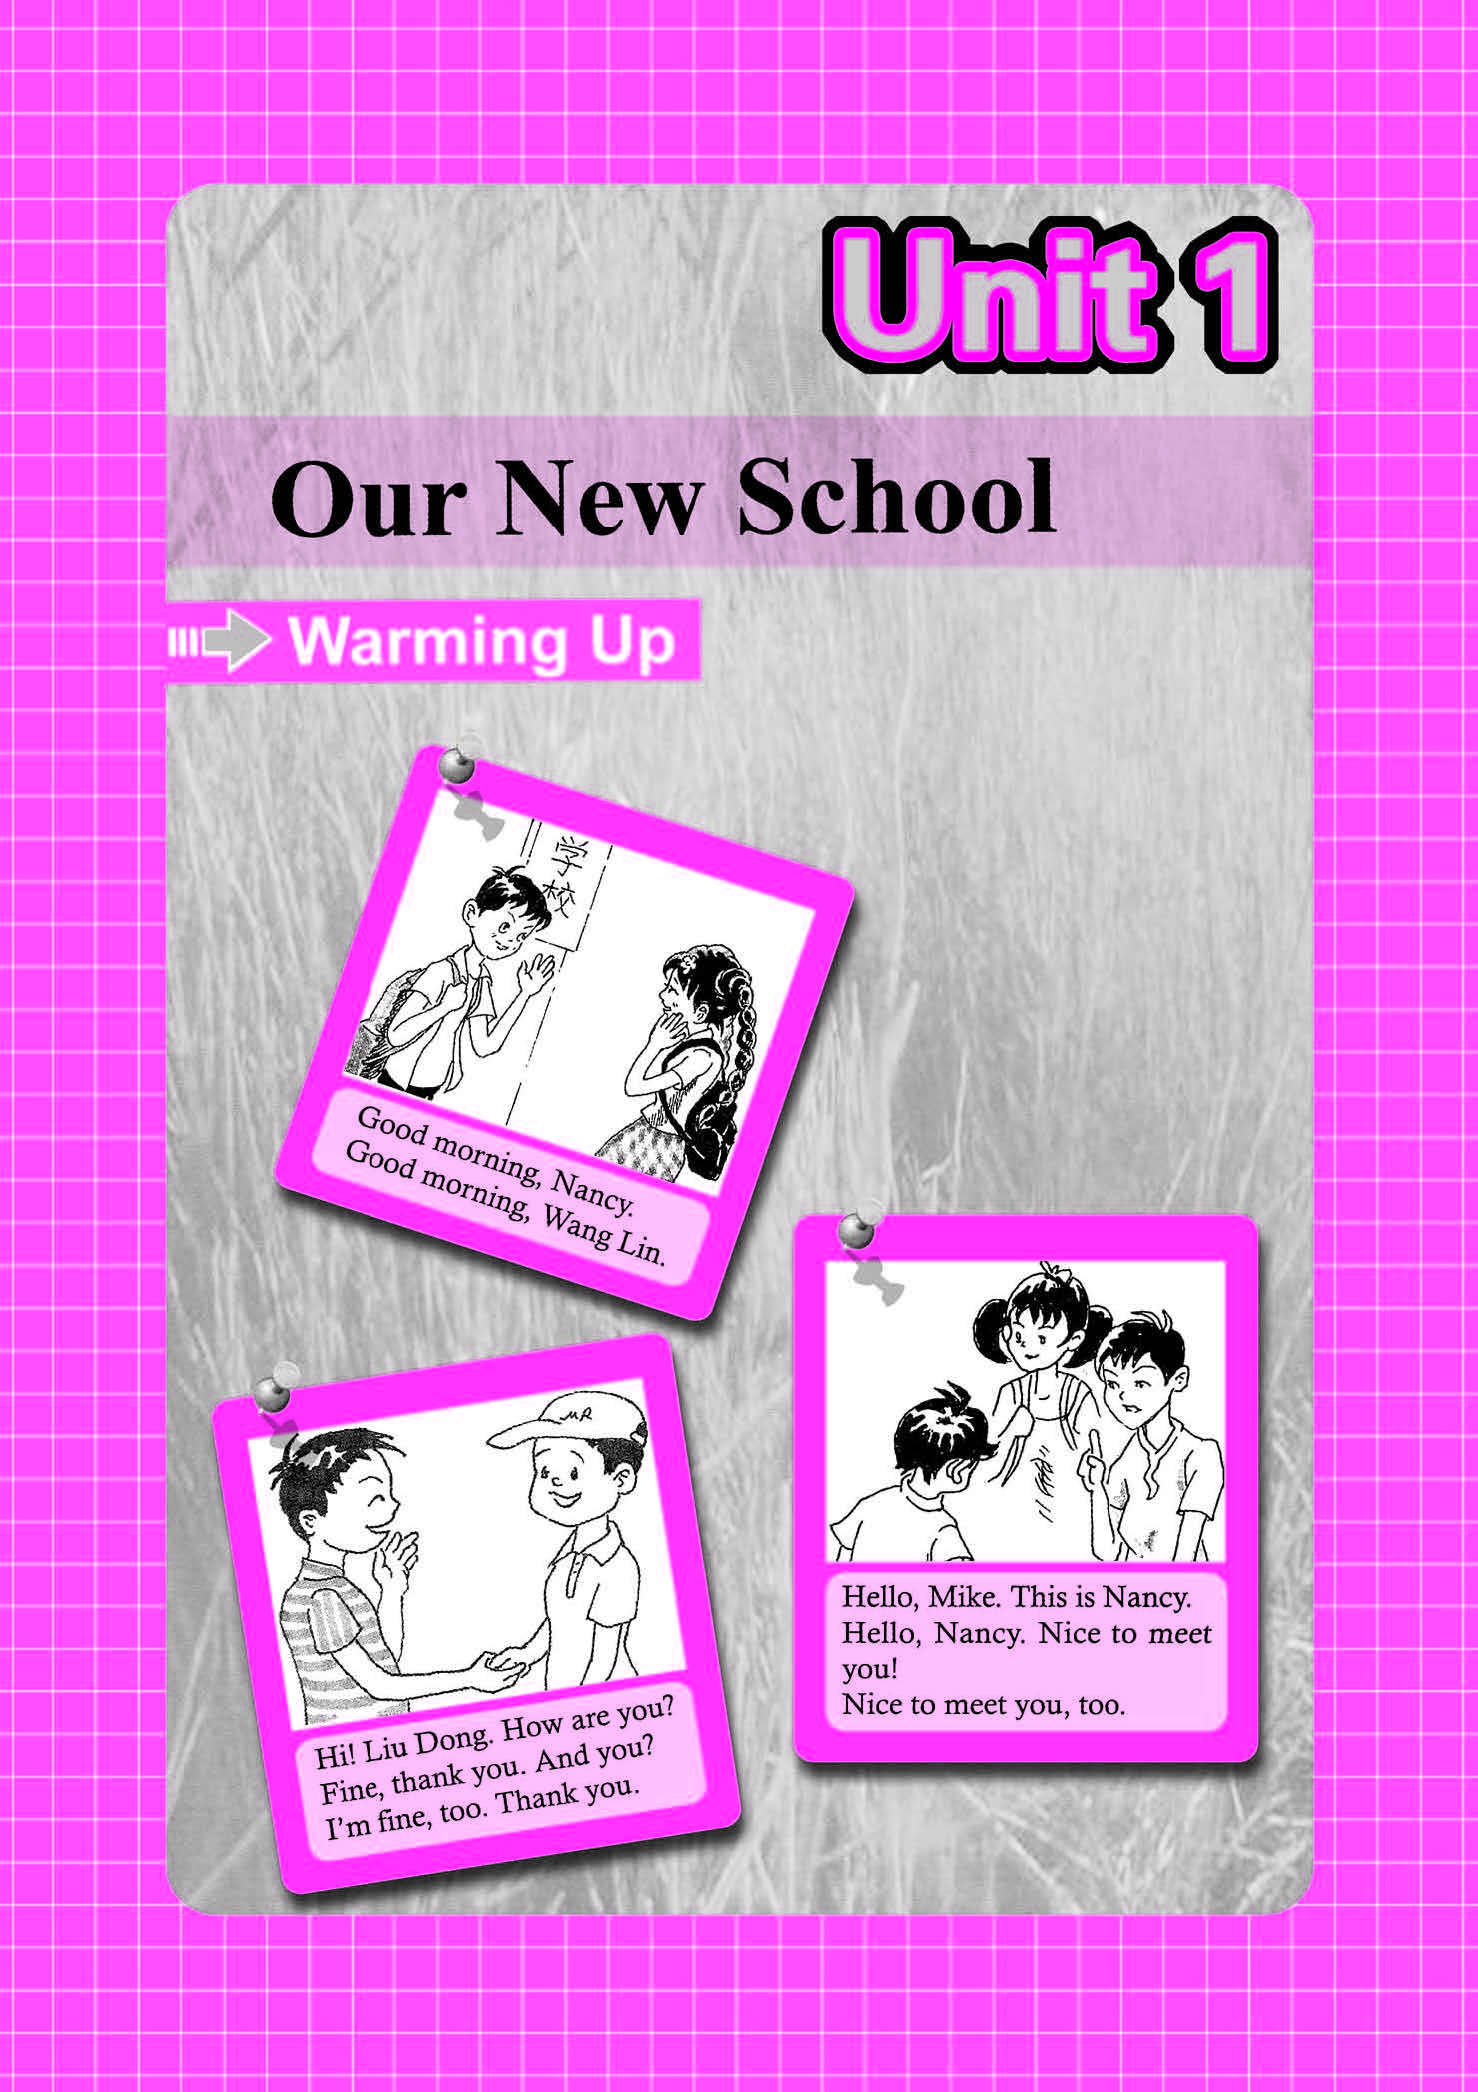 Unit 1
Our New School
Warming Up
学
校
Good morning, Nancy.
Good morning, Wang Lin.
MR
Hi! Liu Dong. How are you?
Fine, thank you. And you?
I'm fine, too. Thank you.
Hello, Mike. This is Nancy.
Hello, Nancy. Nice to meet
you!
Nice to meet you, too.